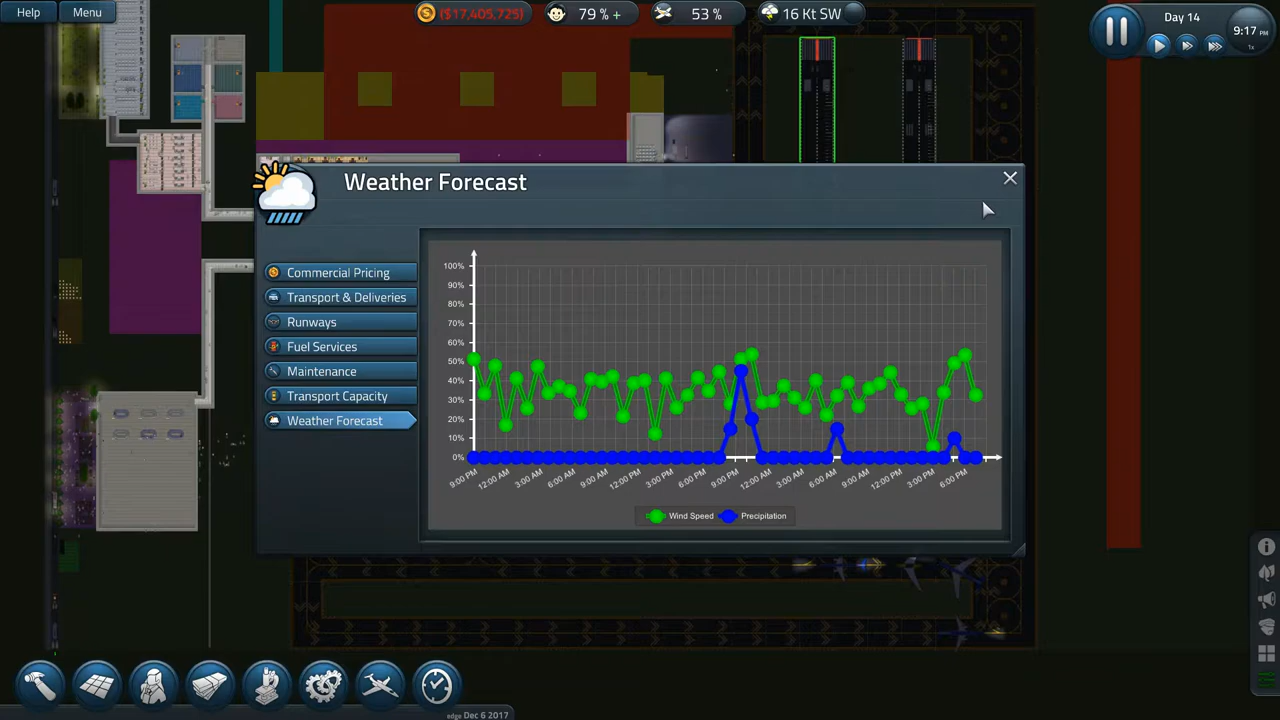 Help
Menu
($17,405,725)
79 % +
53 %
16 Kt SW
Day 14
9:17 PM
1x
Weather Forecast
Commercial Pricing
Transport & Deliveries
Runways
Fuel Services
Maintenance
Transport Capacity
Weather Forecast
100%
90%
80%
70%
60%
50%
40%
30%
20%
10%
0%
9:00 PM
12:00 AM
3:00 AM
6:00 AM
9:00 AM
12:00 PM
3:00 PM
6:00 PM
9:00 PM
12:00 AM
3:00 AM
6:00 AM
9:00 AM
12:00 PM
3:00 PM
6:00 PM
Wind Speed
Precipitation
edge Dec 6 2017